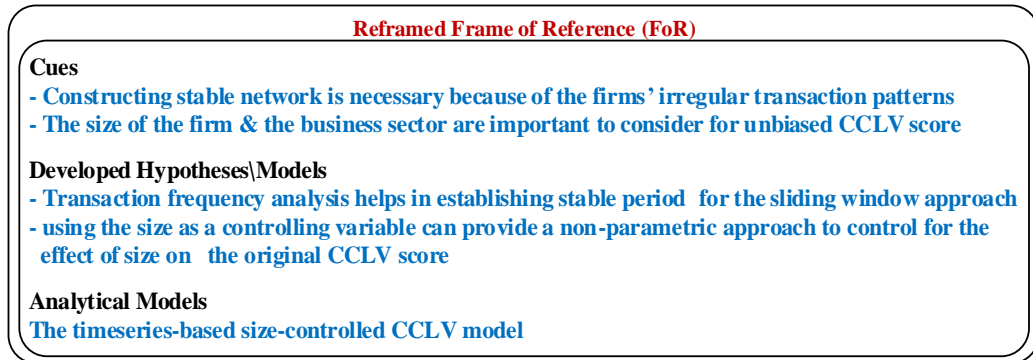 Reframed Frame of Reference (FoR)
Cues
- Constructing stable network is necessary because of the firms' irregular transaction patterns
- The size of the firm & the business sector are important to consider for unbiased CCLV score
Developed Hypotheses\Models
- Transaction frequency analysis helps in establishing stable period for the sliding window approach
- using the size as a controlling variable can provide a non-parametric approach to control for the
effect of size on the original CCLV score
Analytical Models
The timeseries-based size-controlled CCLV model